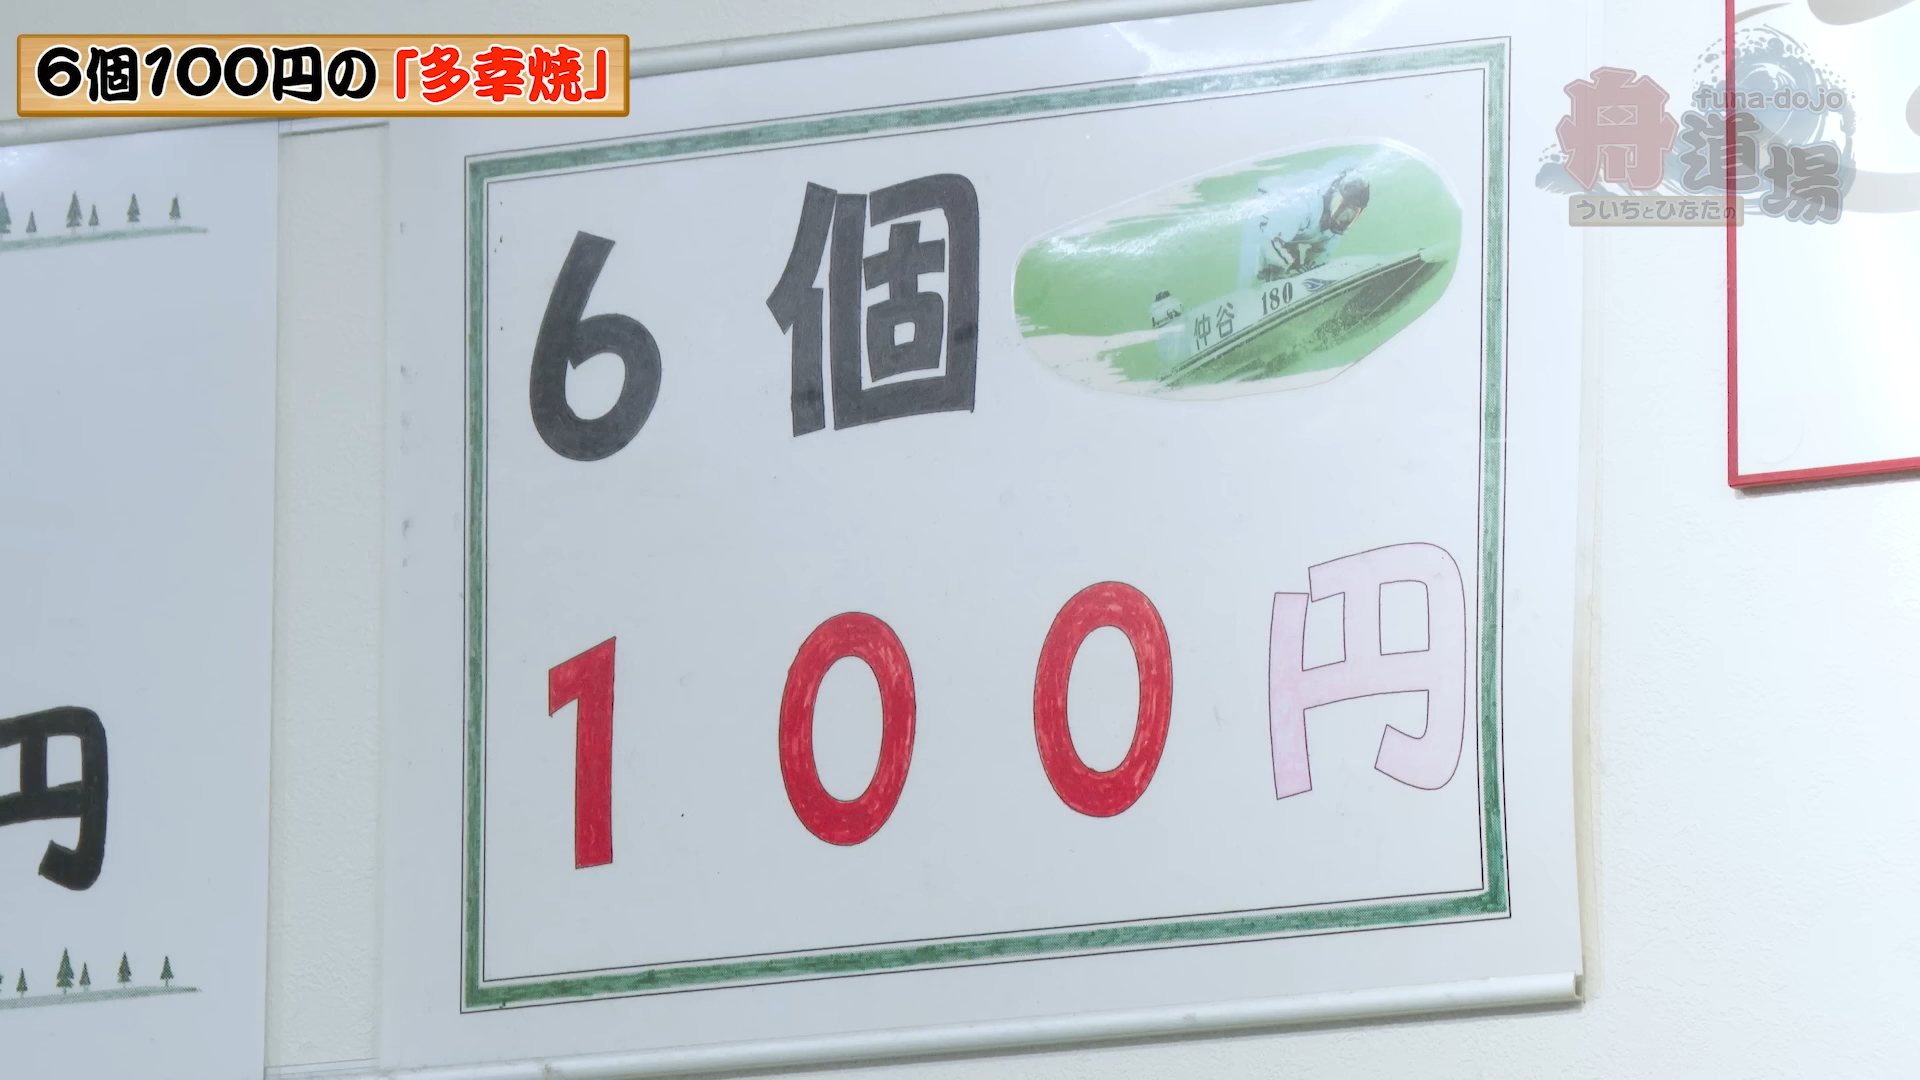 6個100円の「多幸焼」
funa-dojo
舟道場
ういちとひなたの
6個
仲谷 180
100円
円